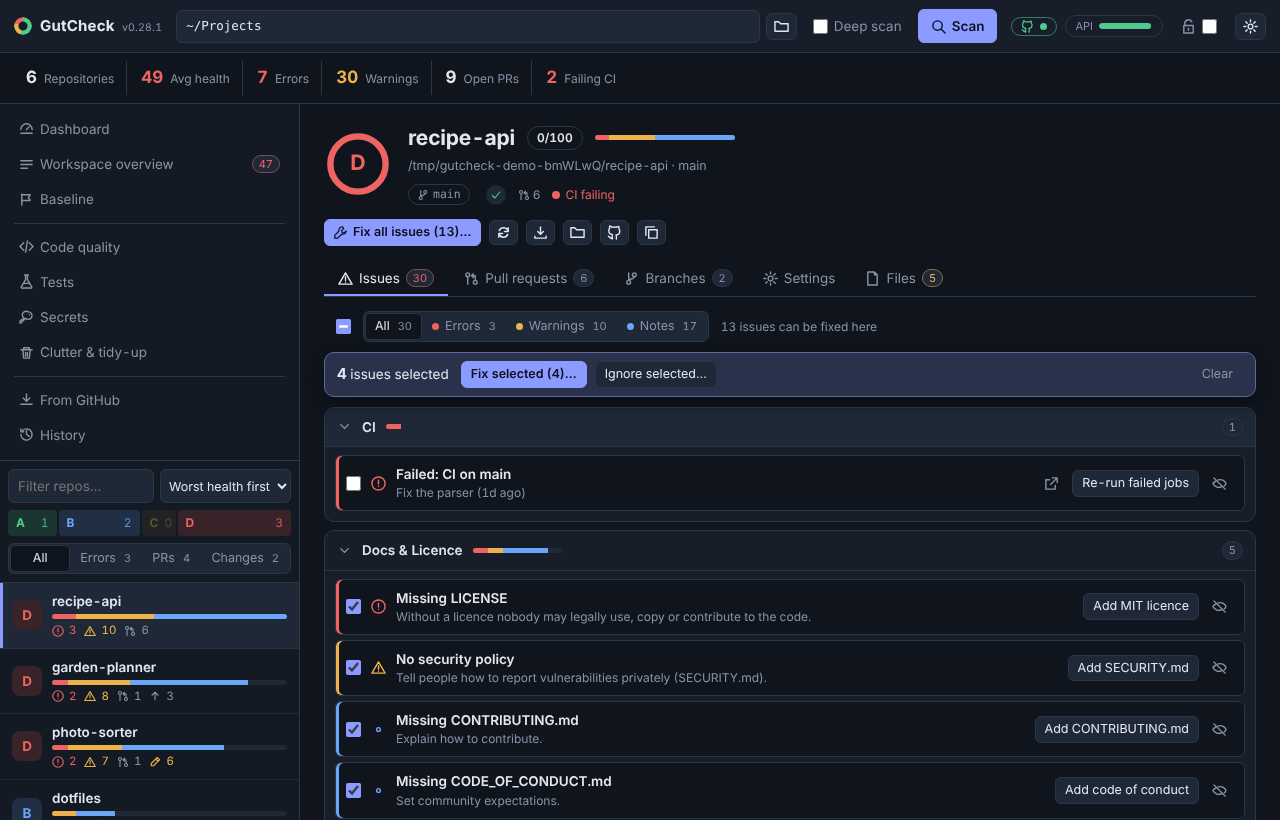 GutCheck v0.28.1
~/Projects
Deep scan
Scan
API
6 Repositories
49 Avg health
7 Errors
30 Warnings
9 Open PRs
2 Failing CI
Dashboard
Workspace overview 47
Baseline
Code quality
Tests
Secrets
Clutter & tidy-up
From GitHub
History
Filter repos...
Worst health first
A 1
B 2
C 0
D 3
All
Errors 3
PRs 4
Changes 2
D
recipe-api
3 10 6
D
garden-planner
2 8 1 3
D
photo-sorter
2 7 1 6
B
dotfiles
D
recipe-api 0/100
/tmp/gutcheck-demo-bmWLwQ/recipe-api · main
main 6 CI failing
Fix all issues (13)...
Issues 30
Pull requests 6
Branches 2
Settings
Files 5
All 30
Errors 3
Warnings 10
Notes 17
13 issues can be fixed here
4 issues selected
Fix selected (4)...
Ignore selected...
Clear
CI 1
Failed: CI on main
Fix the parser (1d ago)
Re-run failed jobs
Docs & Licence 5
Missing LICENSE
Without a licence nobody may legally use, copy or contribute to the code.
Add MIT licence
No security policy
Tell people how to report vulnerabilities privately (SECURITY.md).
Add SECURITY.md
Missing CONTRIBUTING.md
Explain how to contribute.
Add CONTRIBUTING.md
Missing CODE_OF_CONDUCT.md
Set community expectations.
Add code of conduct